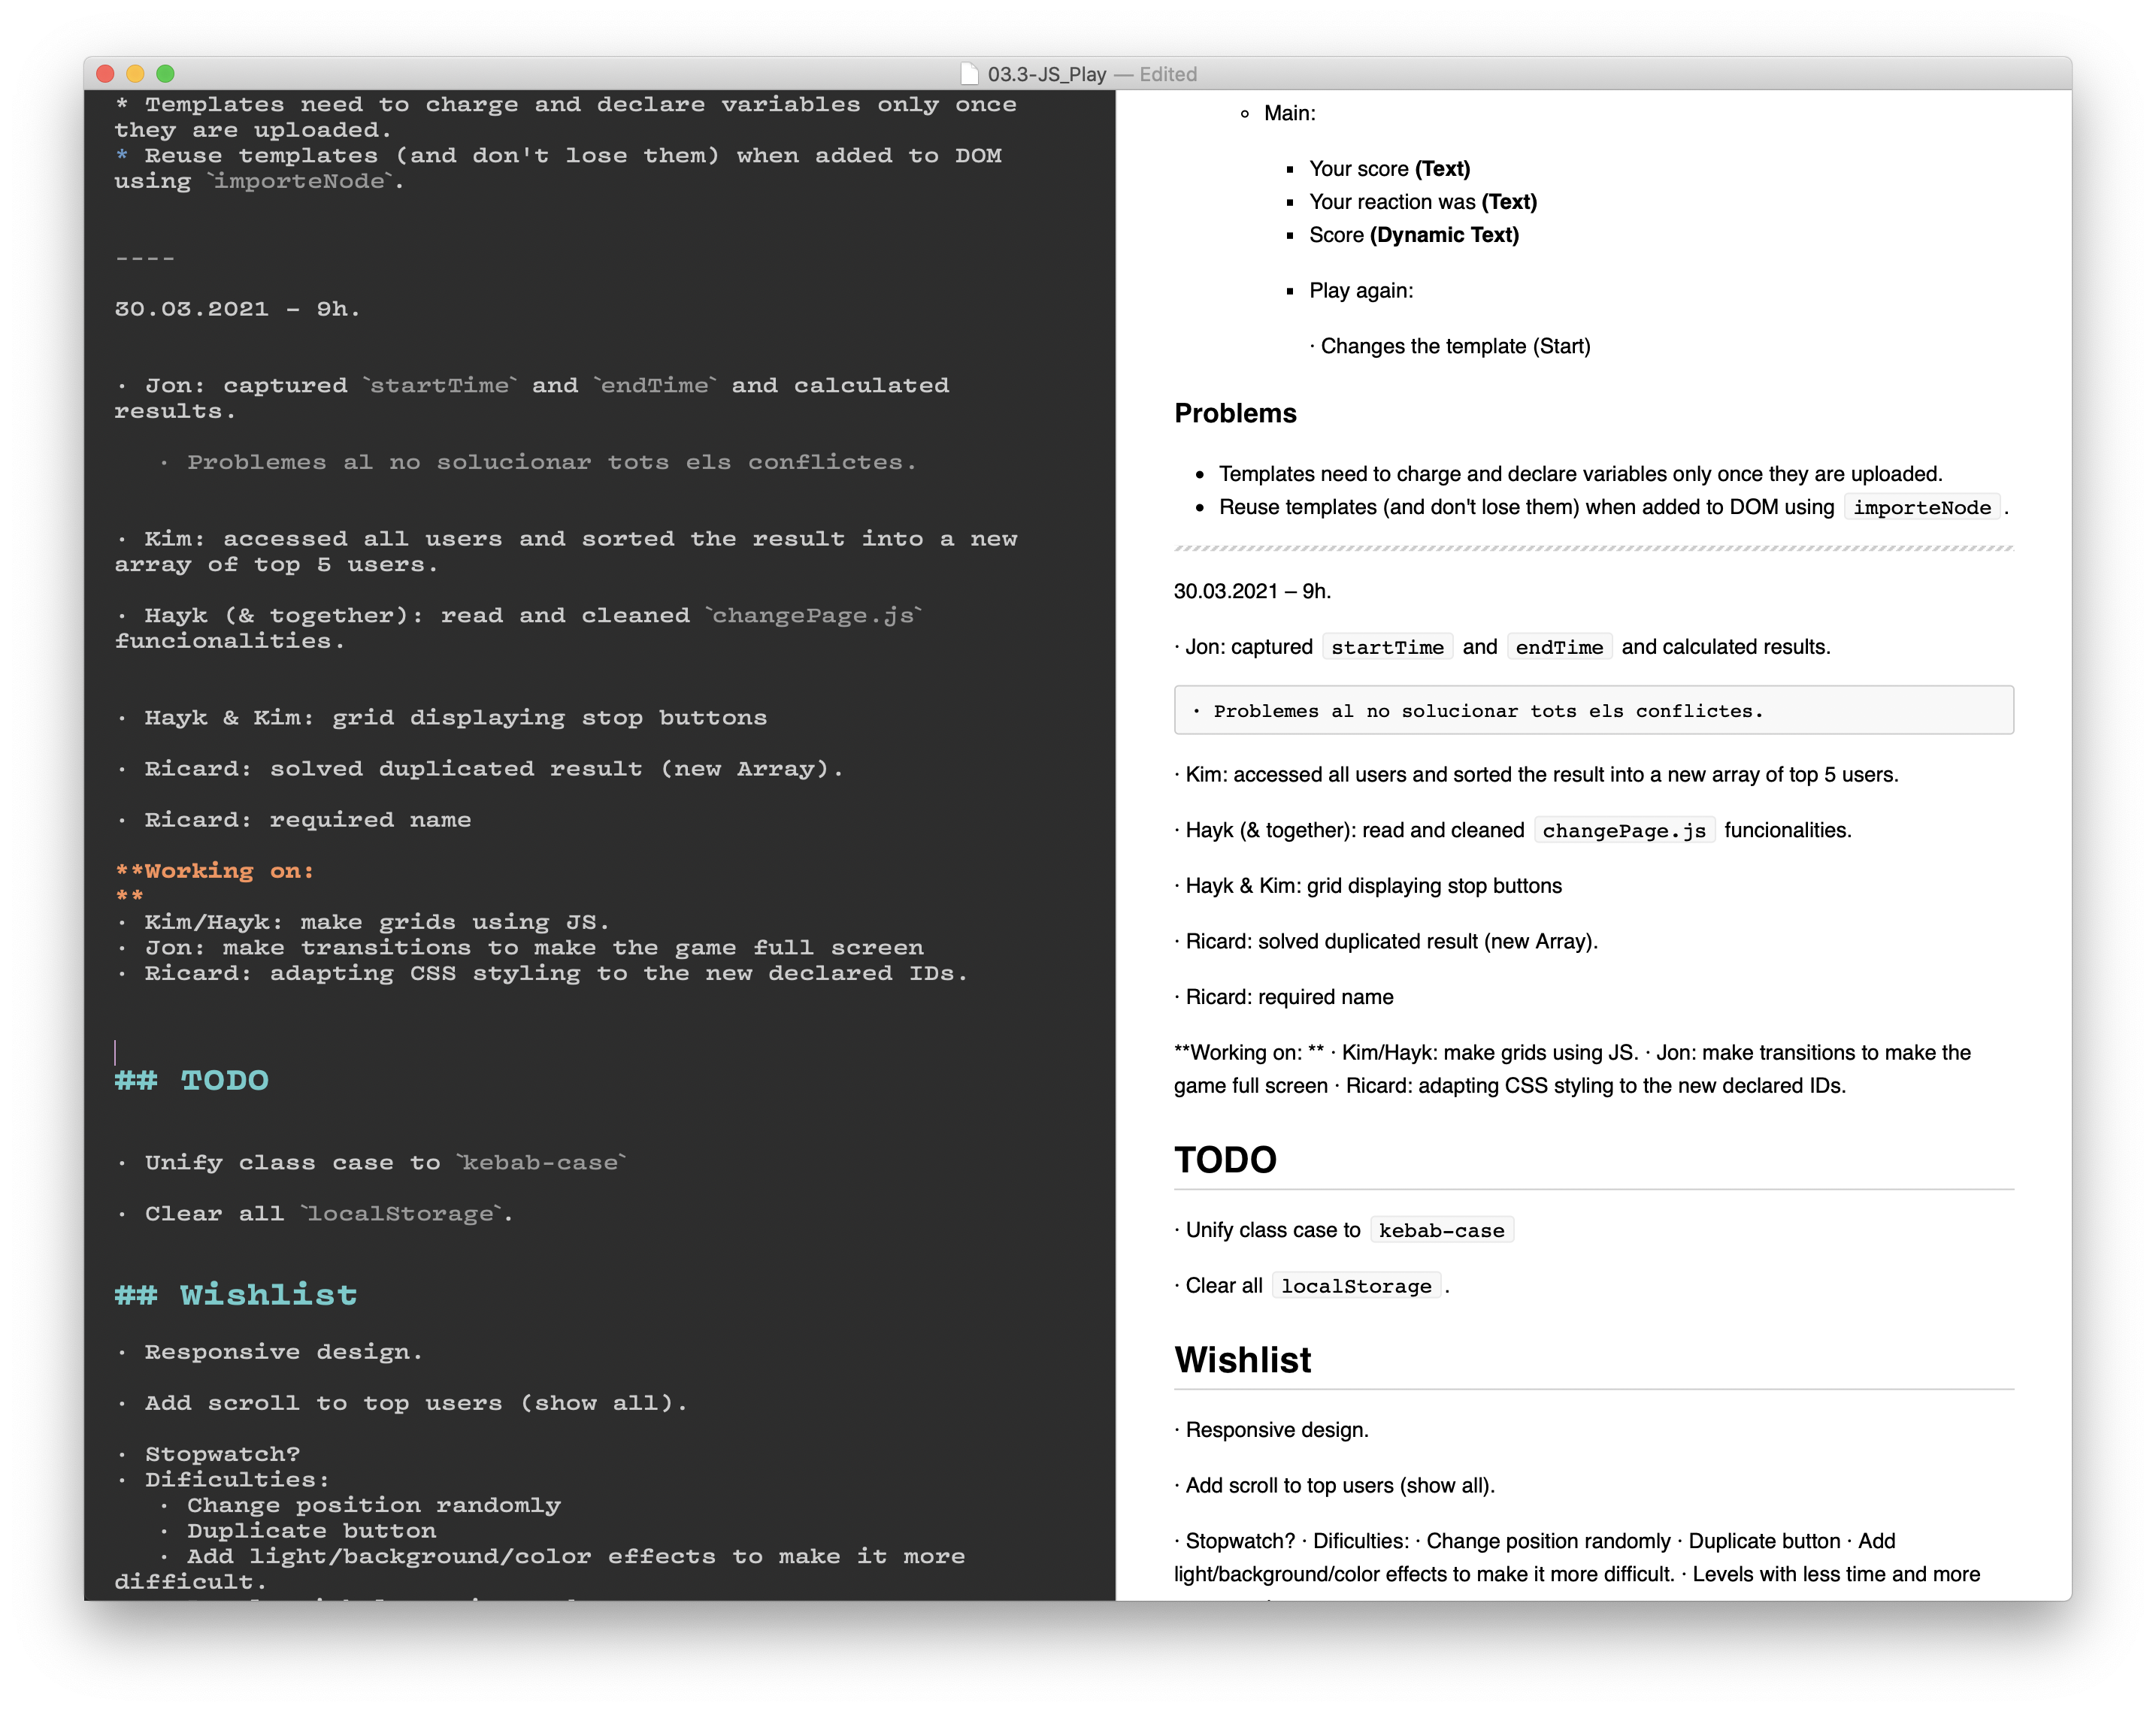 03.3-JS_Play — Edited
* Templates need to charge and declare variables only once
they are uploaded.
* Reuse templates (and don't lose them) when added to DOM
using `importeNode`.
----
30.03.2021 – 9h.
· Jon: captured `startTime` and `endTime` and calculated
results.
· Problemes al no solucionar tots els conflictes.
· Kim: accessed all users and sorted the result into a new
array of top 5 users.
· Hayk (& together): read and cleaned `changePage.js`
funcionalities.
· Hayk & Kim: grid displaying stop buttons
· Ricard: solved duplicated result (new Array).
· Ricard: required name
**Working on:
**
· Kim/Hayk: make grids using JS.
· Jon: make transitions to make the game full screen
· Ricard: adapting CSS styling to the new declared IDs.
## TODO
· Unify class case to `kebab-case`
· Clear all `localStorage`.
## Wishlist
· Responsive design.
· Add scroll to top users (show all).
· Stopwatch?
· Dificulties:
· Change position randomly
· Duplicate button
· Add light/background/color effects to make it more
difficult.
Main:
▪ Your score (Text)
▪ Your reaction was (Text)
▪ Score (Dynamic Text)
▪ Play again:
· Changes the template (Start)
Problems
• Templates need to charge and declare variables only once they are uploaded.
• Reuse templates (and don't lose them) when added to DOM using importeNode.
30.03.2021 – 9h.
· Jon: captured startTime and endTime and calculated results.
· Problemes al no solucionar tots els conflictes.
· Kim: accessed all users and sorted the result into a new array of top 5 users.
· Hayk (& together): read and cleaned changePage.js funcionalities.
· Hayk & Kim: grid displaying stop buttons
· Ricard: solved duplicated result (new Array).
· Ricard: required name
**Working on: ** · Kim/Hayk: make grids using JS. · Jon: make transitions to make the
game full screen · Ricard: adapting CSS styling to the new declared IDs.
TODO
· Unify class case to kebab-case
· Clear all localStorage.
Wishlist
· Responsive design.
· Add scroll to top users (show all).
· Stopwatch? · Dificulties: · Change position randomly · Duplicate button · Add
light/background/color effects to make it more difficult. · Levels with less time and more